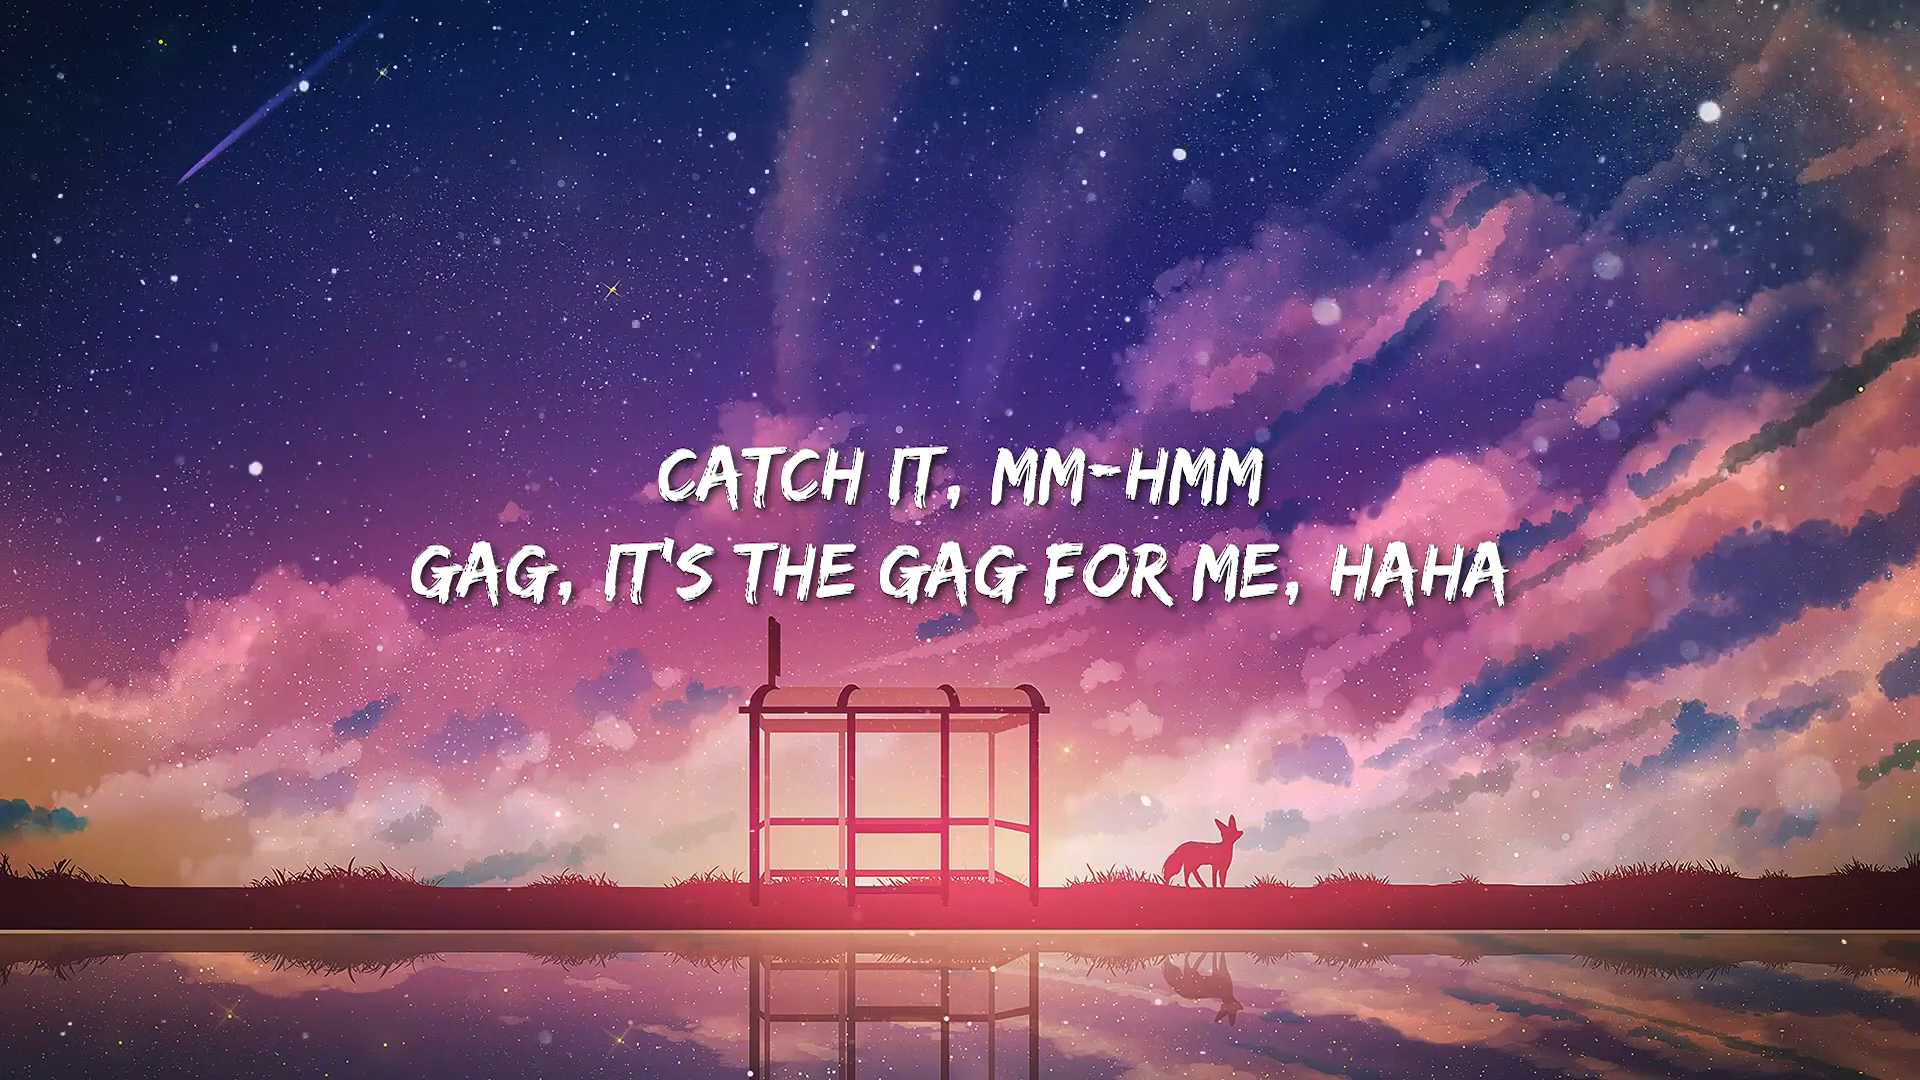 CATCH IT, MM-HMM
GAG, IT'S THE GAG FOR ME, HAHA